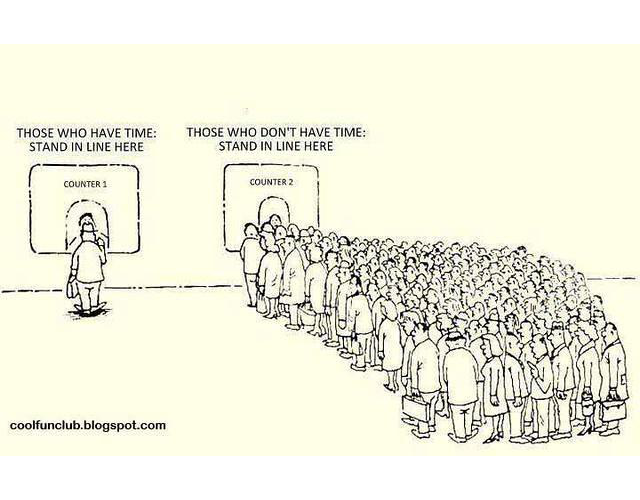 THOSE WHO HAVE TIME:
STAND IN LINE HERE
COUNTER 1
THOSE WHO DON'T HAVE TIME:
STAND IN LINE HERE
COUNTER 2
coolfunclub.blogspot.com